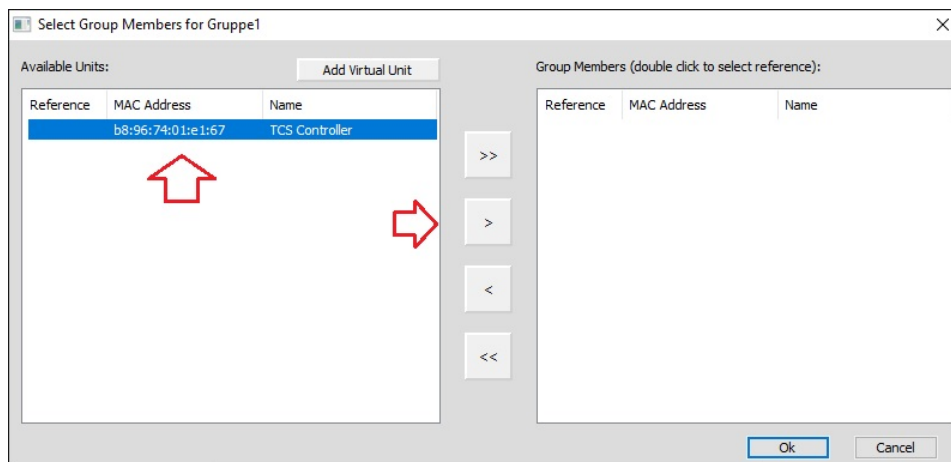 Select Group Members for Gruppe1
Available Units:
Add Virtual Unit
Reference MAC Address Name
b8:96:74:01:e1:67 TCS Controller
>>
>
<
<<
Group Members (double click to select reference):
Reference MAC Address Name
Ok Cancel